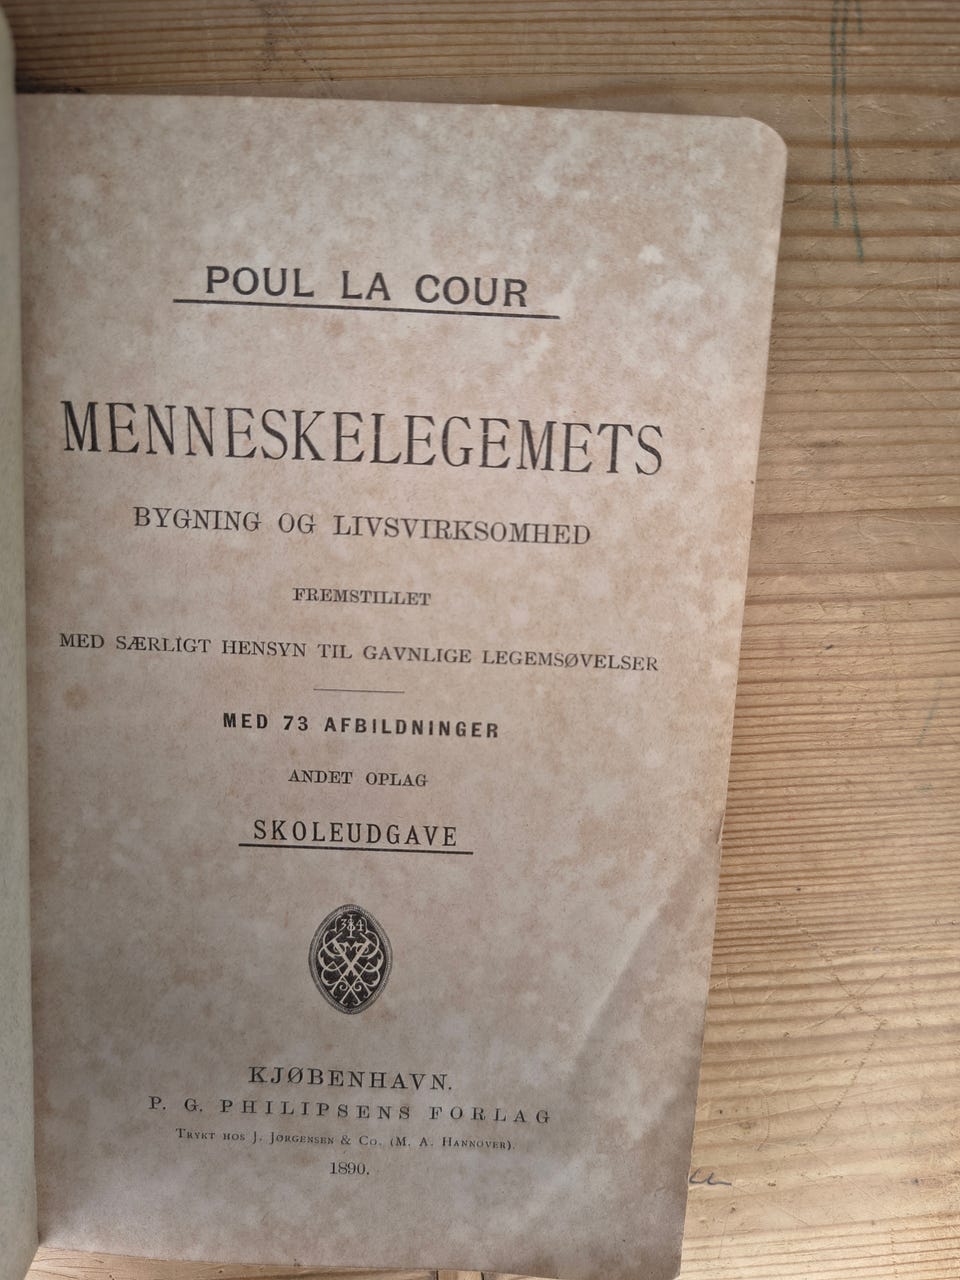 POUL LA COUR
MENNESKELEGEMETS
BYGNING OG LIVSVIRKSOMHED
FREMSTILLET
MED SÆRLIGT HENSYN TIL GAVNLIGE LEGEMSØVELSER
MED 73 AFBILDNINGER
ANDET OPLAG
SKOLEUDGAVE
KJØBENHAVN.
P. G. PHILIPSENS FORLAG
TRYKT HOS J. JØRGENSEN & CO. (M. A. HANNOVER).
1890.